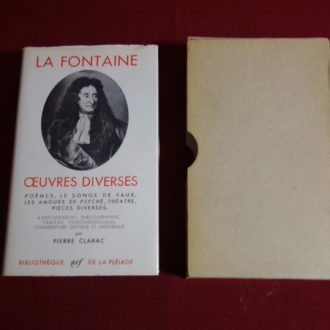 LA FONTAINE
ŒUVRES DIVERSES
POÈMES, LE SONGE DE VAUX,
LES AMOURS DE PSYCHÉ, THÉATRE,
PIÈCES DIVERSES.
AVERTISSEMENT, BIBLIOGRAPHIE,
TABLEAU CHRONOLOGIQUE,
COMMENTAIRE CRITIQUE ET HISTORIQUE
par
PIERRE CLARAC
BIBLIOTHÈQUE nrf DE LA PLÉIADE